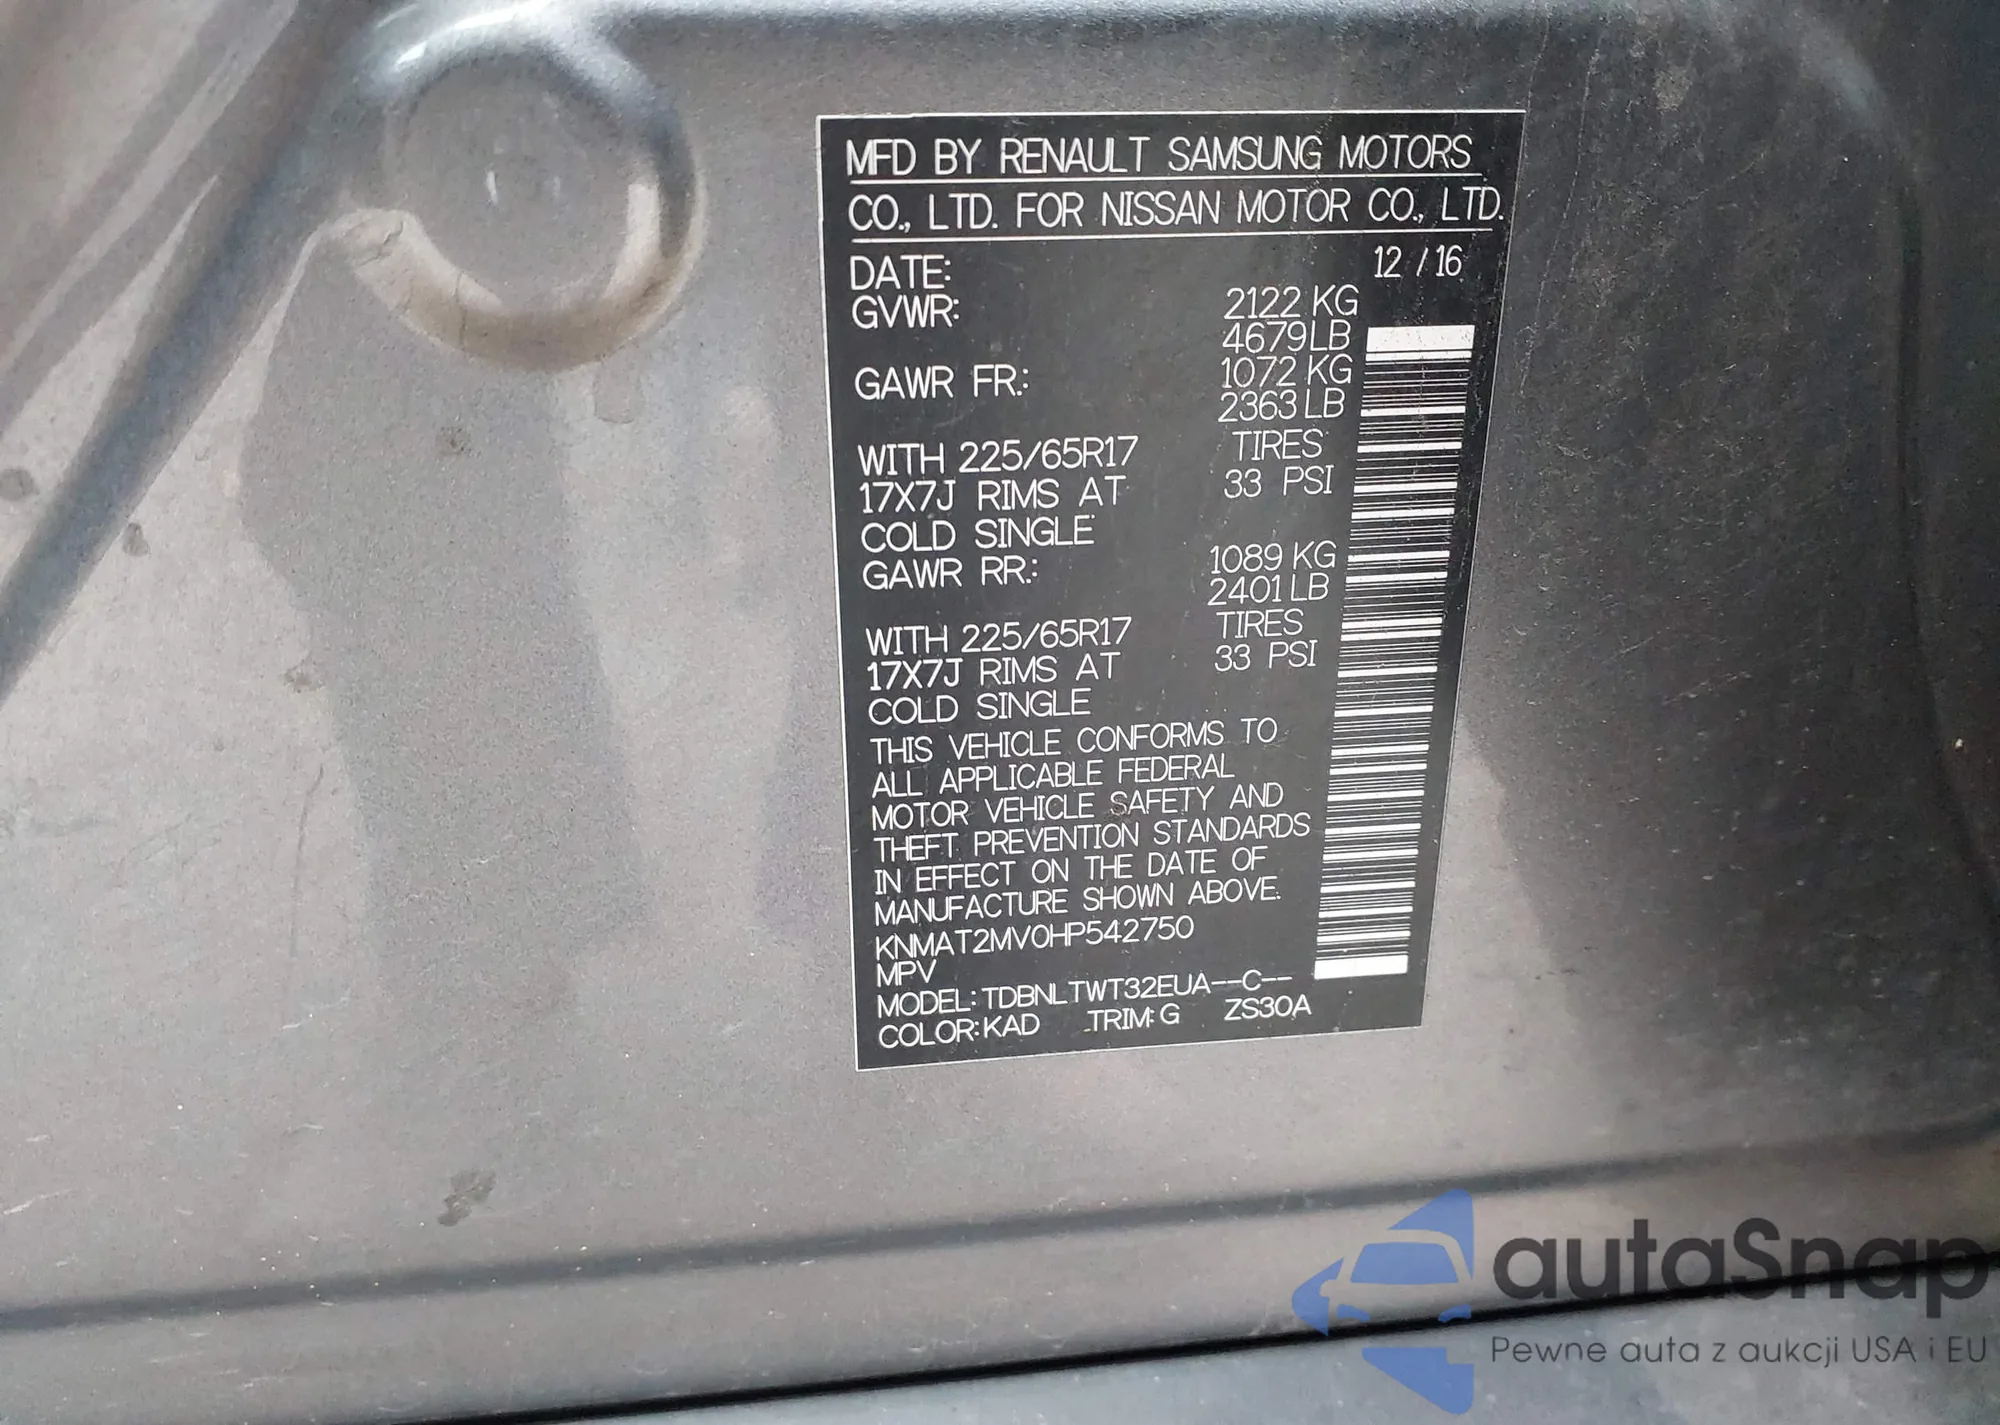 MFD BY RENAULT SAMSUNG MOTORS
CO., LTD. FOR NISSAN MOTOR CO., LTD.
DATE: 12 / 16
GVWR: 2122 KG
4679 LB
GAWR FR.: 1072 KG
2363 LB
WITH 225/65R17 TIRES
17X7J RIMS AT 33 PSI
COLD SINGLE
GAWR RR.: 1089 KG
2401 LB
WITH 225/65R17 TIRES
17X7J RIMS AT 33 PSI
COLD SINGLE
THIS VEHICLE CONFORMS TO
ALL APPLICABLE FEDERAL
MOTOR VEHICLE SAFETY AND
THEFT PREVENTION STANDARDS
IN EFFECT ON THE DATE OF
MANUFACTURE SHOWN ABOVE.
KNMAT2MV0HP542750
MPV
MODEL: TDBNLTWT32EUA--C--
COLOR: KAD TRIM: G ZS30A
autaSnap
Pewne auta z aukcji USA i EU